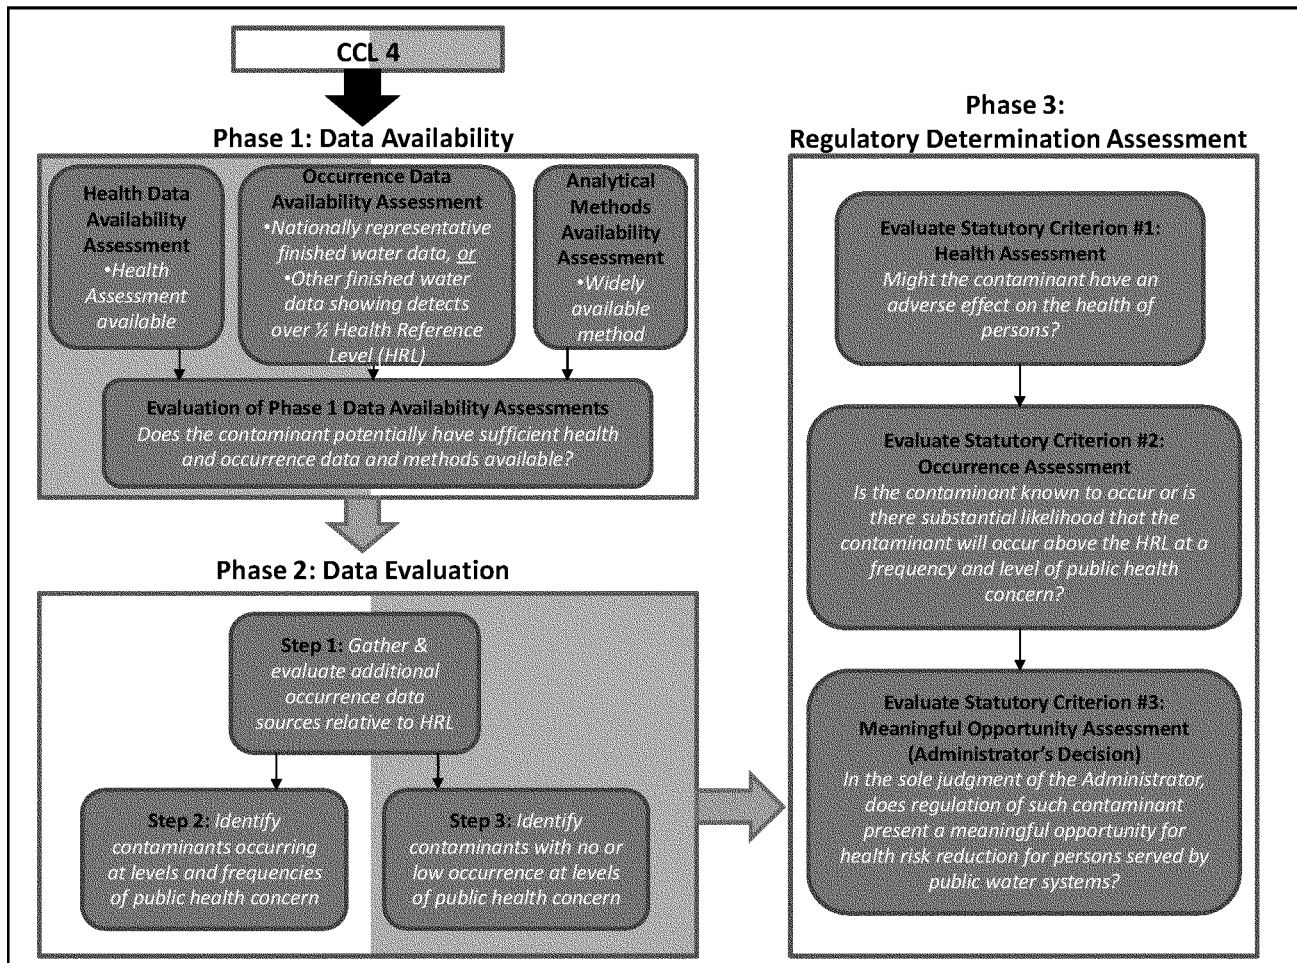 CCL 4
Phase 1: Data Availability
Health Data
Availability
Assessment
•Health
Assessment
available
Occurrence Data
Availability Assessment
•Nationally representative
finished water data, or
•Other finished water
data showing detects
over ½ Health Reference
Level (HRL)
Analytical
Methods
Availability
Assessment
•Widely
available
method
Evaluation of Phase 1 Data Availability Assessments
Does the contaminant potentially have sufficient health
and occurrence data and methods available?
Phase 2: Data Evaluation
Step 1: Gather &
evaluate additional
occurrence data
sources relative to HRL
Step 2: Identify
contaminants occurring
at levels and frequencies
of public health concern
Step 3: Identify
contaminants with no or
low occurrence at levels
of public health concern
Phase 3:
Regulatory Determination Assessment
Evaluate Statutory Criterion #1:
Health Assessment
Might the contaminant have an
adverse effect on the health of
persons?
Evaluate Statutory Criterion #2:
Occurrence Assessment
Is the contaminant known to occur or is
there substantial likelihood that the
contaminant will occur above the HRL at a
frequency and level of public health
concern?
Evaluate Statutory Criterion #3:
Meaningful Opportunity Assessment
(Administrator's Decision)
In the sole judgment of the Administrator,
does regulation of such contaminant
present a meaningful opportunity for
health risk reduction for persons served by
public water systems?